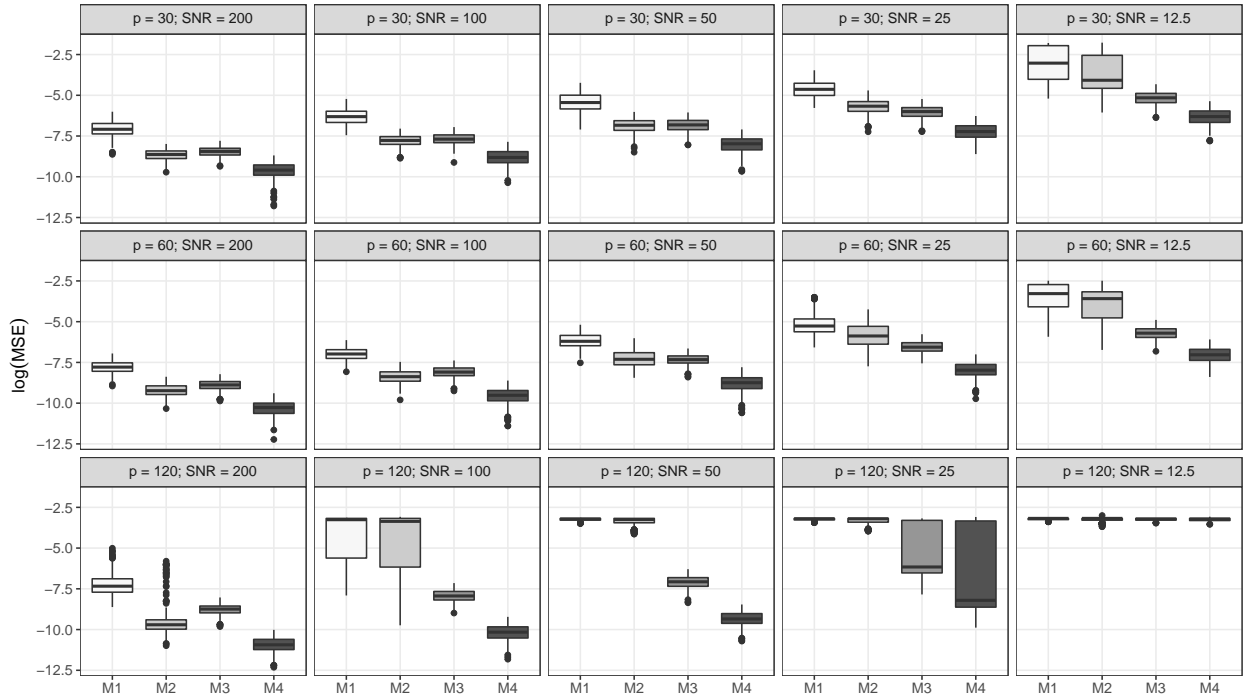 p = 30; SNR = 200
p = 30; SNR = 100
p = 30; SNR = 50
p = 30; SNR = 25
p = 30; SNR = 12.5
−2.5
−5.0
−7.5
−10.0
−12.5
p = 60; SNR = 200
p = 60; SNR = 100
p = 60; SNR = 50
p = 60; SNR = 25
p = 60; SNR = 12.5
log(MSE)
−2.5
−5.0
−7.5
−10.0
−12.5
p = 120; SNR = 200
p = 120; SNR = 100
p = 120; SNR = 50
p = 120; SNR = 25
p = 120; SNR = 12.5
−2.5
−5.0
−7.5
−10.0
−12.5
M1 M2 M3 M4
M1 M2 M3 M4
M1 M2 M3 M4
M1 M2 M3 M4
M1 M2 M3 M4